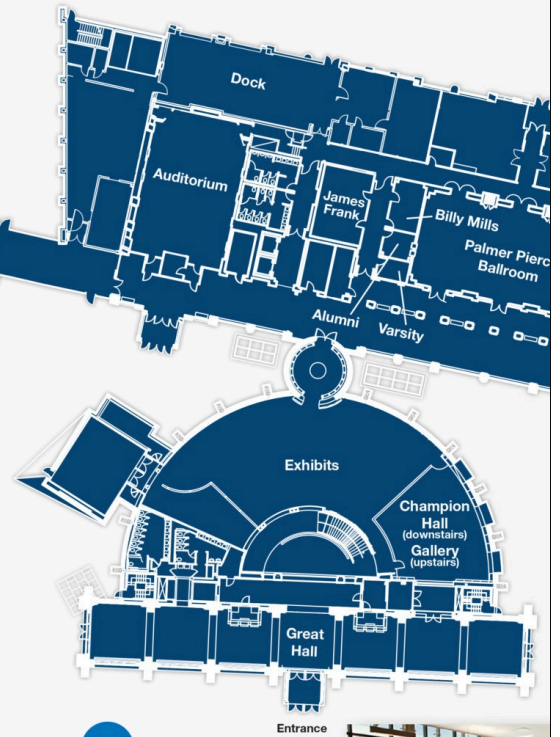 Dock
Auditorium
James
Frank
Billy Mills
Palmer Pierc
Ballroom
Alumni
Varsity
Exhibits
Champion
Hall
(downstairs)
Gallery
(upstairs)
Great
Hall
Entrance